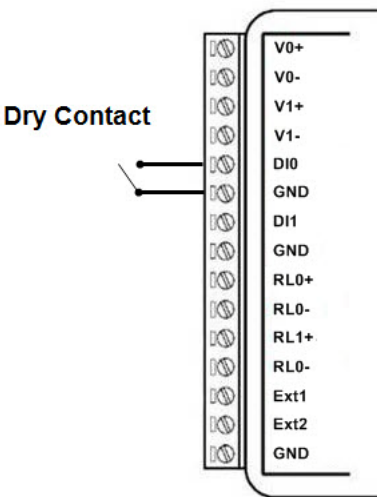 V0+
V0-
V1+
Dry Contact
V1-
DI0
GND
DI1
GND
RL0+
RL0-
RL1+
RL0-
Ext1
Ext2
GND